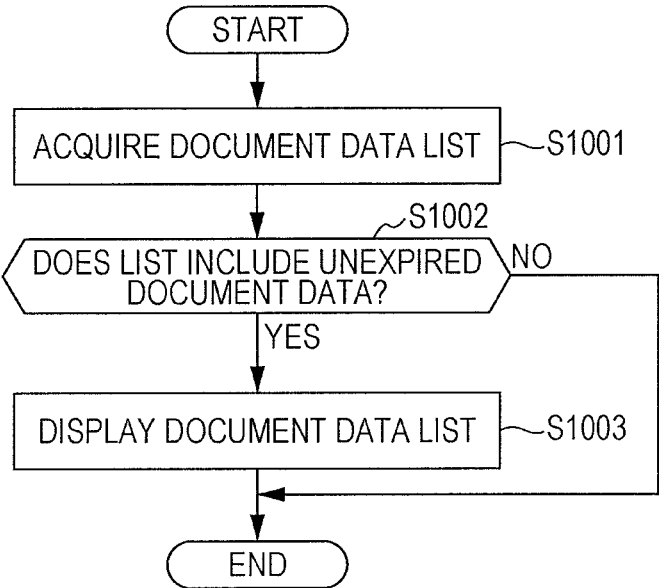 START
ACQUIRE DOCUMENT DATA LIST
S1001
S1002
DOES LIST INCLUDE UNEXPIRED
DOCUMENT DATA?
NO
YES
DISPLAY DOCUMENT DATA LIST
S1003
END